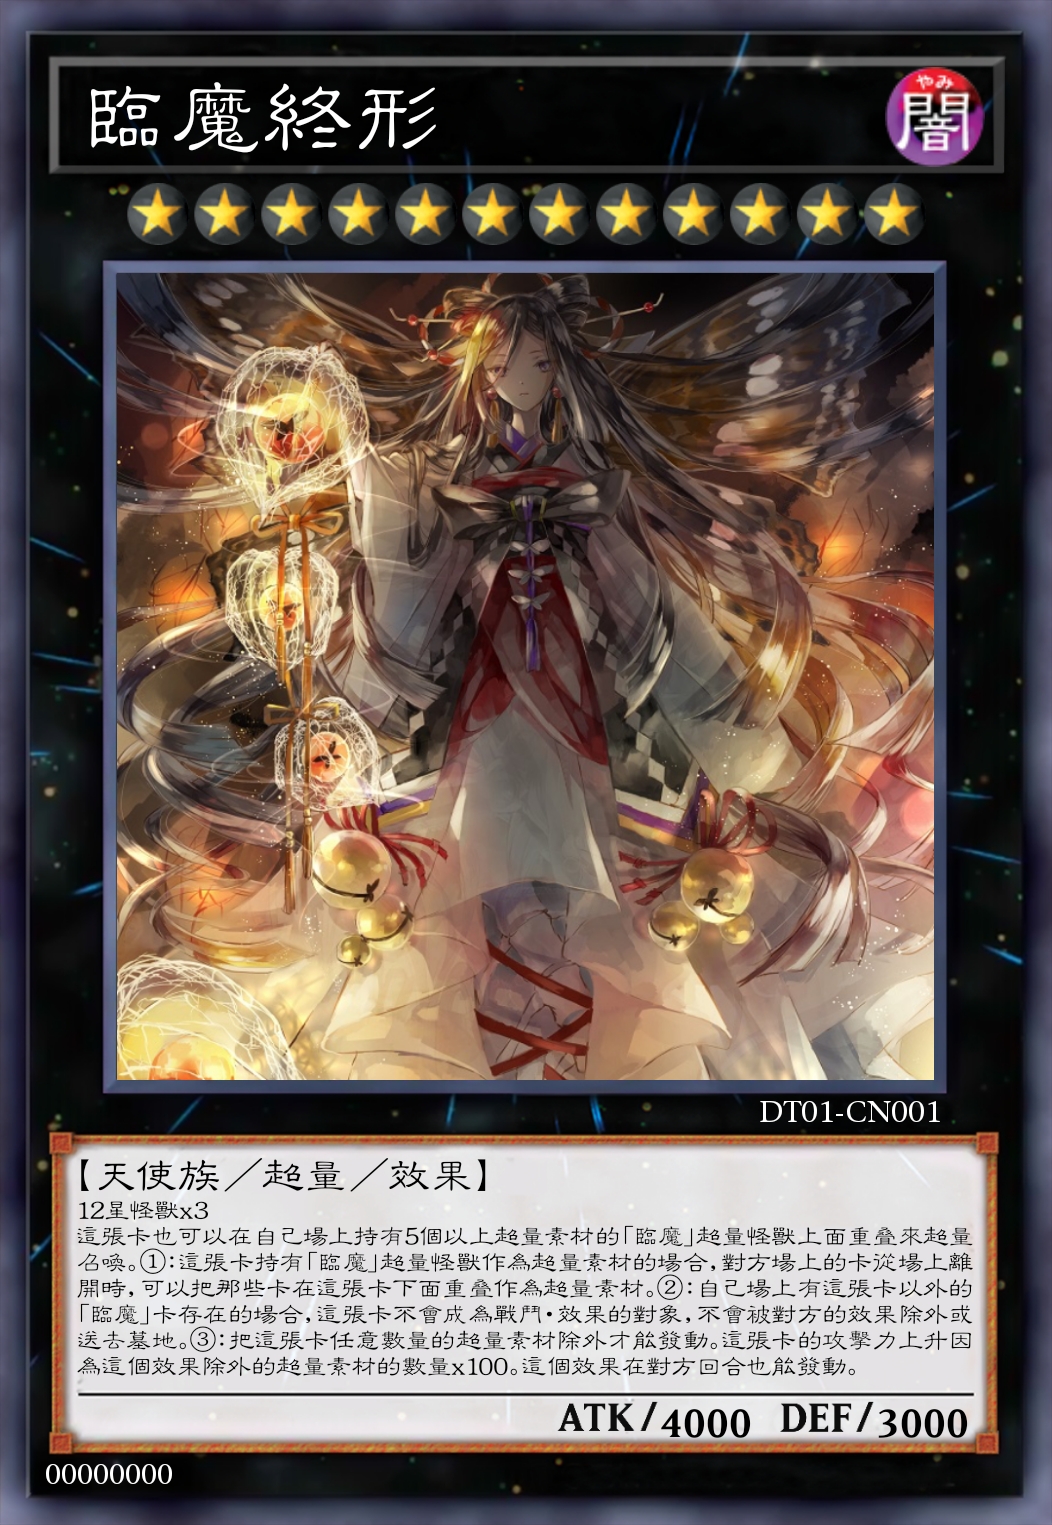 臨魔終形
やみ
闇
DT01-CN001
【天使族／超量／效果】
12星怪獸x3
這張卡也可以在自己場上持有5個以上超量素材的「臨魔」超量怪獸上面重疊來超量
召喚。①：這張卡持有「臨魔」超量怪獸作為超量素材的場合，對方場上的卡從場上離
開時，可以把那些卡在這張卡下面重疊作為超量素材。②：自己場上有這張卡以外的
「臨魔」卡存在的場合，這張卡不會成為戰鬥・效果的對象，不會被對方的效果除外或
送去墓地。③：把這張卡任意數量的超量素材除外才能發動。這張卡的攻擊力上升因
為這個效果除外的超量素材的數量x100。這個效果在對方回合也能發動。
ATK/4000 DEF/3000
00000000